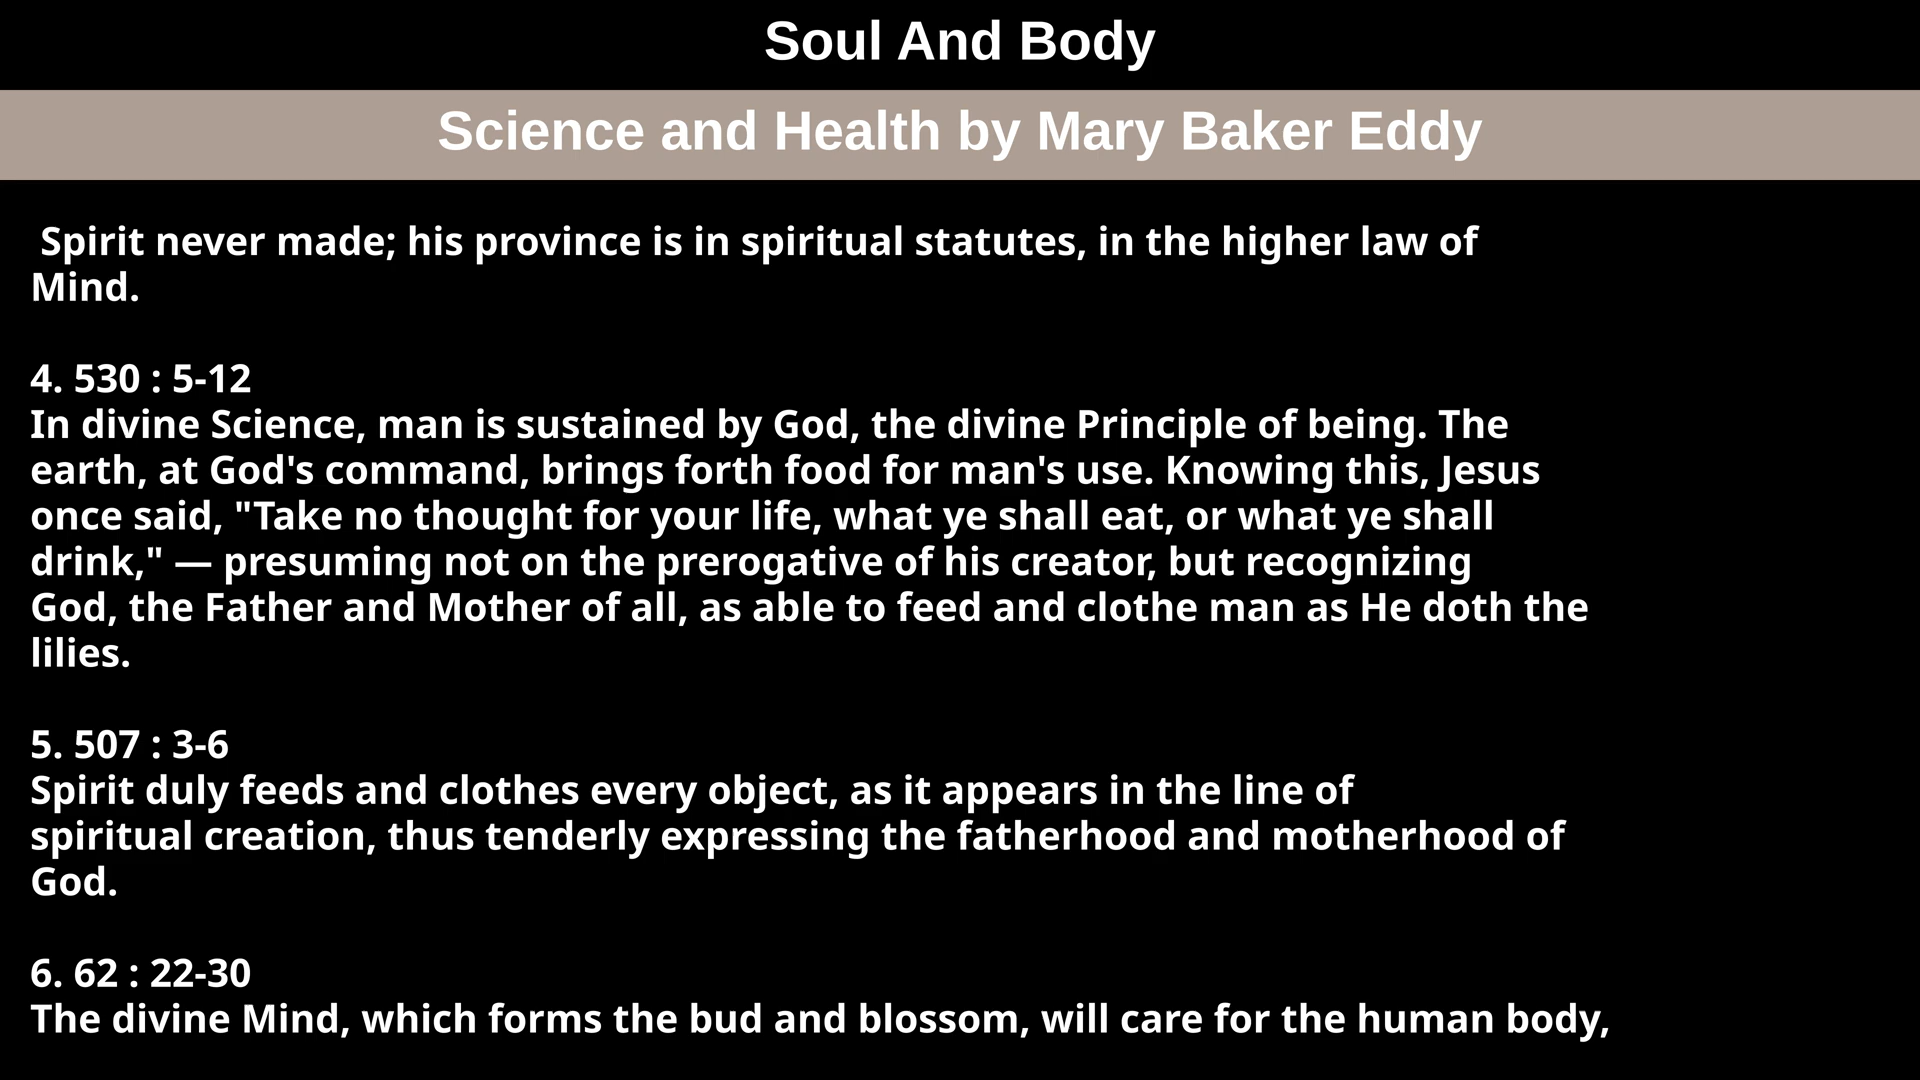 Soul And Body
Science and Health by Mary Baker Eddy
Spirit never made; his province is in spiritual statutes, in the higher law of
Mind.
4. 530 : 5-12
In divine Science, man is sustained by God, the divine Principle of being. The
earth, at God's command, brings forth food for man's use. Knowing this, Jesus
once said, "Take no thought for your life, what ye shall eat, or what ye shall
drink," — presuming not on the prerogative of his creator, but recognizing
God, the Father and Mother of all, as able to feed and clothe man as He doth the
lilies.
5. 507 : 3-6
Spirit duly feeds and clothes every object, as it appears in the line of
spiritual creation, thus tenderly expressing the fatherhood and motherhood of
God.
6. 62 : 22-30
The divine Mind, which forms the bud and blossom, will care for the human body,